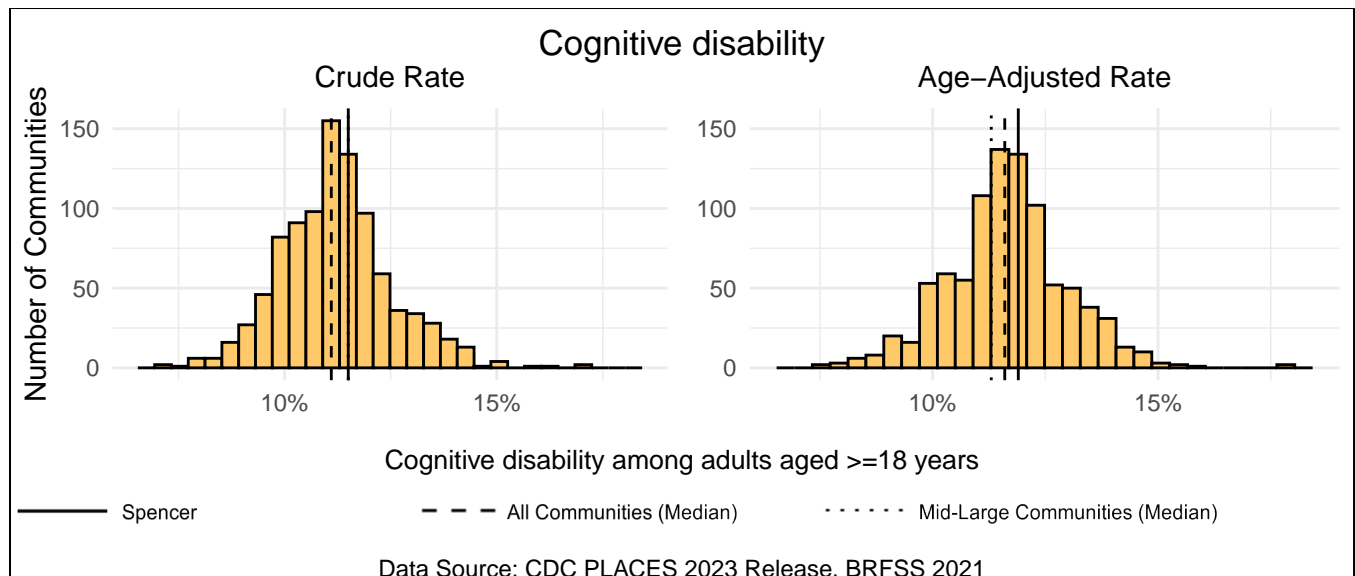 Cognitive disability
Crude Rate
Age−Adjusted Rate
Number of Communities
150
100
50
0
10%
15%
150
100
50
0
10%
15%
Cognitive disability among adults aged >=18 years
Spencer
All Communities (Median)
Mid-Large Communities (Median)
Data Source: CDC PLACES 2023 Release, BRFSS 2021